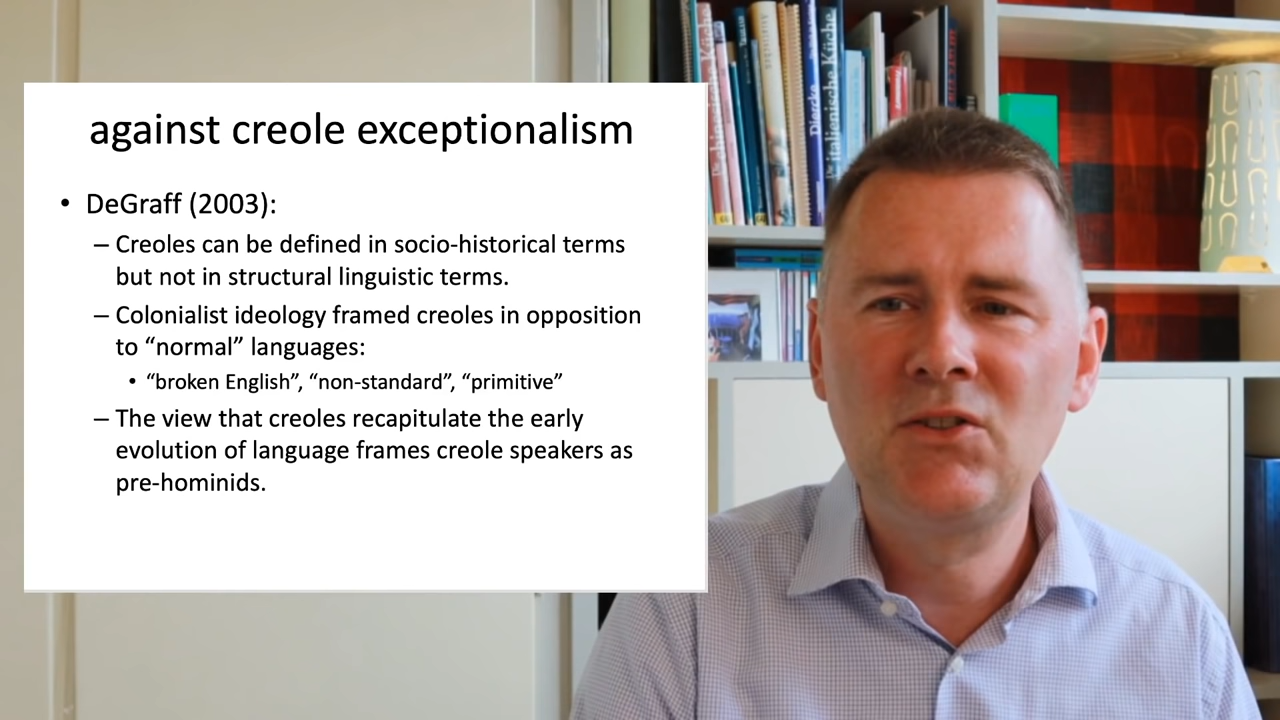 against creole exceptionalism
• DeGraff (2003):
– Creoles can be defined in socio-historical terms
but not in structural linguistic terms.
– Colonialist ideology framed creoles in opposition
to “normal” languages:
• “broken English”, “non-standard”, “primitive”
– The view that creoles recapitulate the early
evolution of language frames creole speakers as
pre-hominids.
Diercke
Die italienische Küche